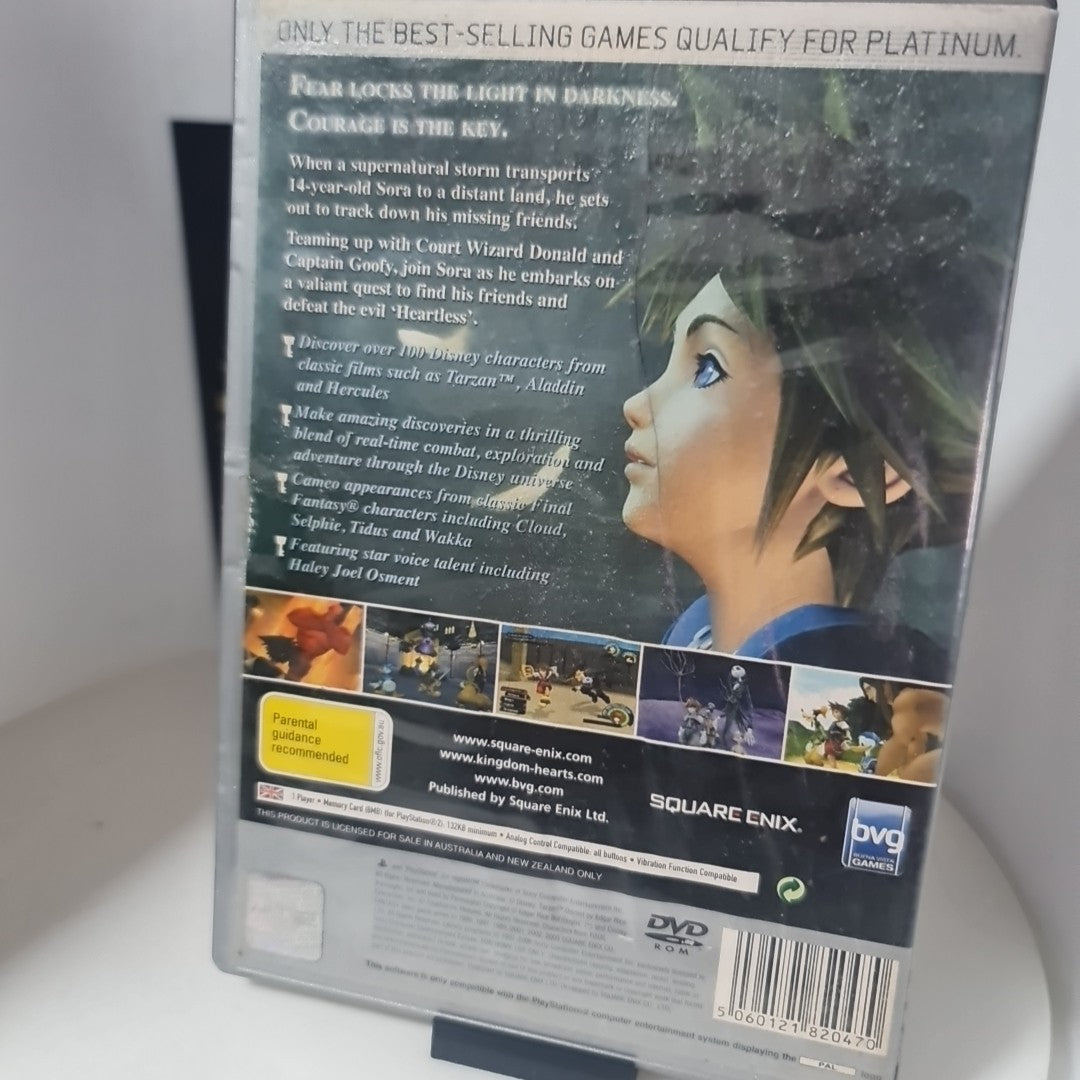 ONLY THE BEST-SELLING GAMES QUALIFY FOR PLATINUM.
FEAR LOCKS THE LIGHT IN DARKNESS.
COURAGE IS THE KEY.
When a supernatural storm transports
14-year-old Sora to a distant land, he sets
out to track down his missing friends.
Teaming up with Court Wizard Donald and
Captain Goofy, join Sora as he embarks on
a valiant quest to find his friends and
defeat the evil ‘Heartless’.
Discover over 100 Disney characters from
classic films such as Tarzan™, Aladdin
and Hercules
Make amazing discoveries in a thrilling
blend of real-time combat, exploration and
adventure through the Disney universe
Cameo appearances from classic Final
Fantasy® characters including Cloud,
Selphie, Tidus and Wakka
Featuring star voice talent including
Haley Joel Osment
Parental
guidance
recommended
www.oflc.gov.au
www.square-enix.com
www.kingdom-hearts.com
www.bvg.com
Published by Square Enix Ltd.
SQUARE ENIX.
bvg
BUENA VISTA
GAMES
1 Player • Memory Card (8MB) (for PlayStation®2): 132KB minimum • Analog Control Compatible: all buttons • Vibration Function Compatible
THIS PRODUCT IS LICENSED FOR SALE IN AUSTRALIA AND NEW ZEALAND ONLY
DVD
ROM
This software is only compatible with the PlayStation®2 computer entertainment system displaying the PAL logo
5 060121 820470